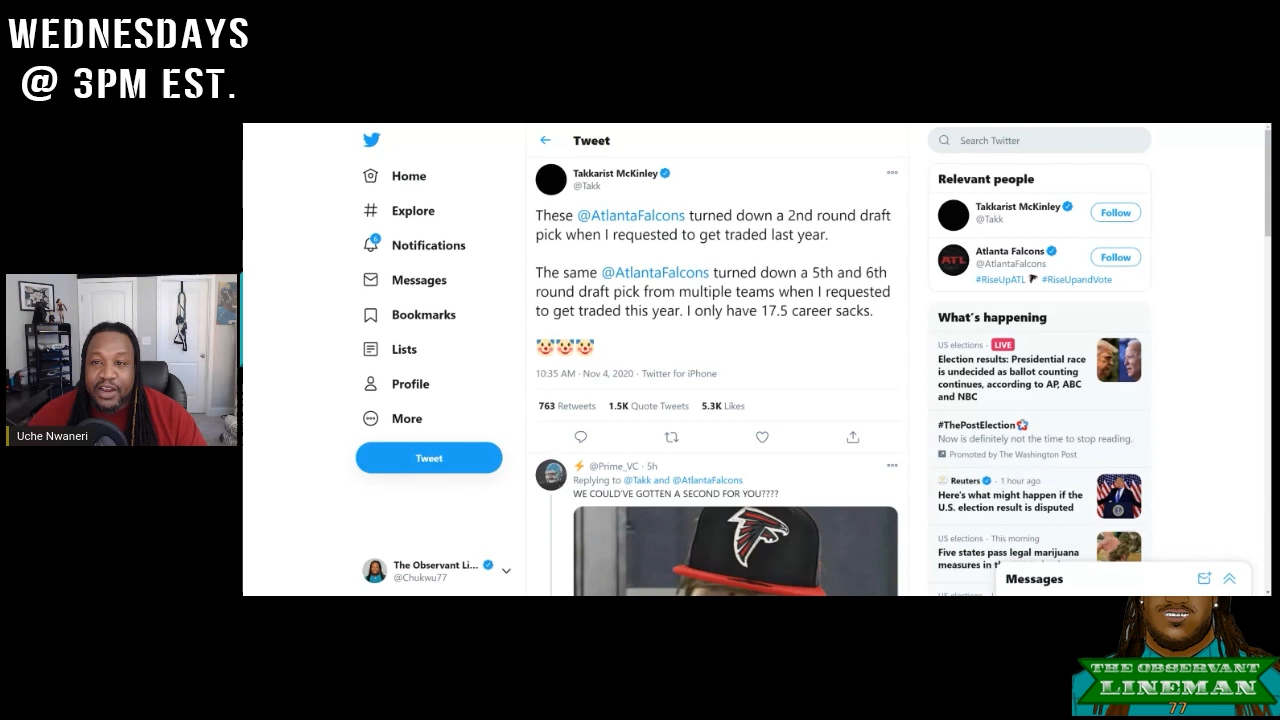 WEDNESDAYS
@ 3PM EST.
Uche Nwaneri
Home
Explore
6
Notifications
Messages
Bookmarks
Lists
Profile
More
Tweet
The Observant Li...
@Chukwu77
Tweet
Takkarist McKinley
@Takk
These @AtlantaFalcons turned down a 2nd round draft
pick when I requested to get traded last year.
The same @AtlantaFalcons turned down a 5th and 6th
round draft pick from multiple teams when I requested
to get traded this year. I only have 17.5 career sacks.
🤡🤡🤡
10:35 AM · Nov 4, 2020 · Twitter for iPhone
763 Retweets 1.5K Quote Tweets 5.3K Likes
⚡ @Prime_VC · 5h
Replying to @Takk and @AtlantaFalcons
WE COULD'VE GOTTEN A SECOND FOR YOU????
Search Twitter
Relevant people
Takkarist McKinley
@Takk
Follow
ATL
Atlanta Falcons
@AtlantaFalcons
Follow
#RiseUpATL #RiseUpandVote
What's happening
US elections · LIVE
Election results: Presidential race
is undecided as ballot counting
continues, according to AP, ABC
and NBC
#ThePostElection
Now is definitely not the time to stop reading.
Promoted by The Washington Post
Reuters · 1 hour ago
Here's what might happen if the
U.S. election result is disputed
US elections · This morning
Five states pass legal marijuana
measures in
Messages
THE OBSERVANT
LINEMAN
77